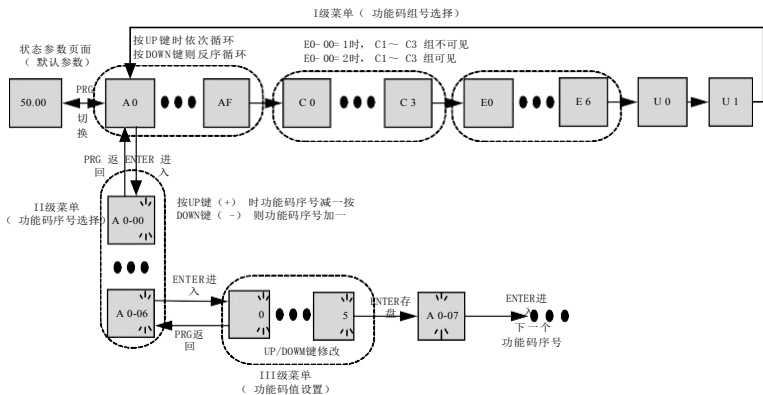 I级菜单( 功能码组号选择)
状态参数页面
( 默认参数)
按UP键时依次循环
按DOWN键则反序循环
E0-00=1时, C1～ C3 组不可见
E0-00=2时, C1～ C3 组可见
50.00
PRG
切
换
A 0
AF
C 0
C 3
E0
E 6
U 0
U 1
PRG 返
回
ENTER 进
入
II级菜单
( 功能码序号选择)
A 0-00
按UP键 (+) 时功能码序号减一按
DOWN键( -) 则功能码序号加一
A 0-06
ENTER进
入
PRG返
回
0
5
UP/DOWM键修改
ENTER存
盘
A 0-07
ENTER进
入
下一个
功能码序号
III级菜单
( 功能码值设置)